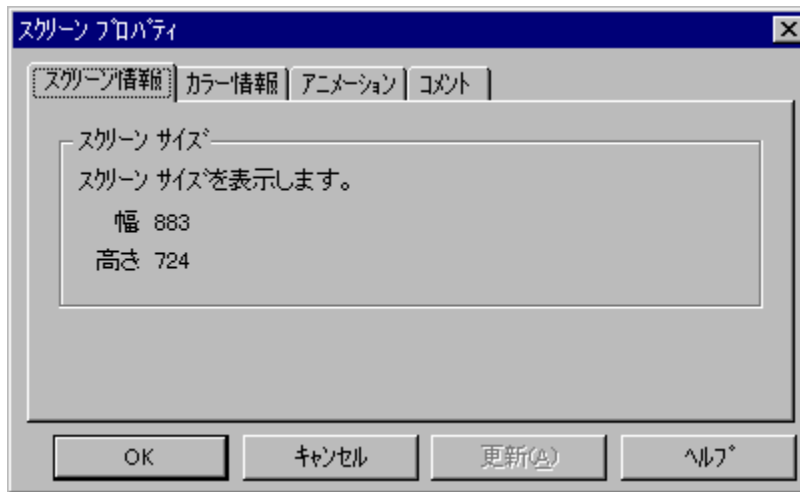 スクリーン プロパティ
スクリーン情報 カラー情報 アニメーション コメント
スクリーン サイズ
スクリーン サイズを表示します。
幅 883
高さ 724
OK キャンセル 更新(A) ヘルプ